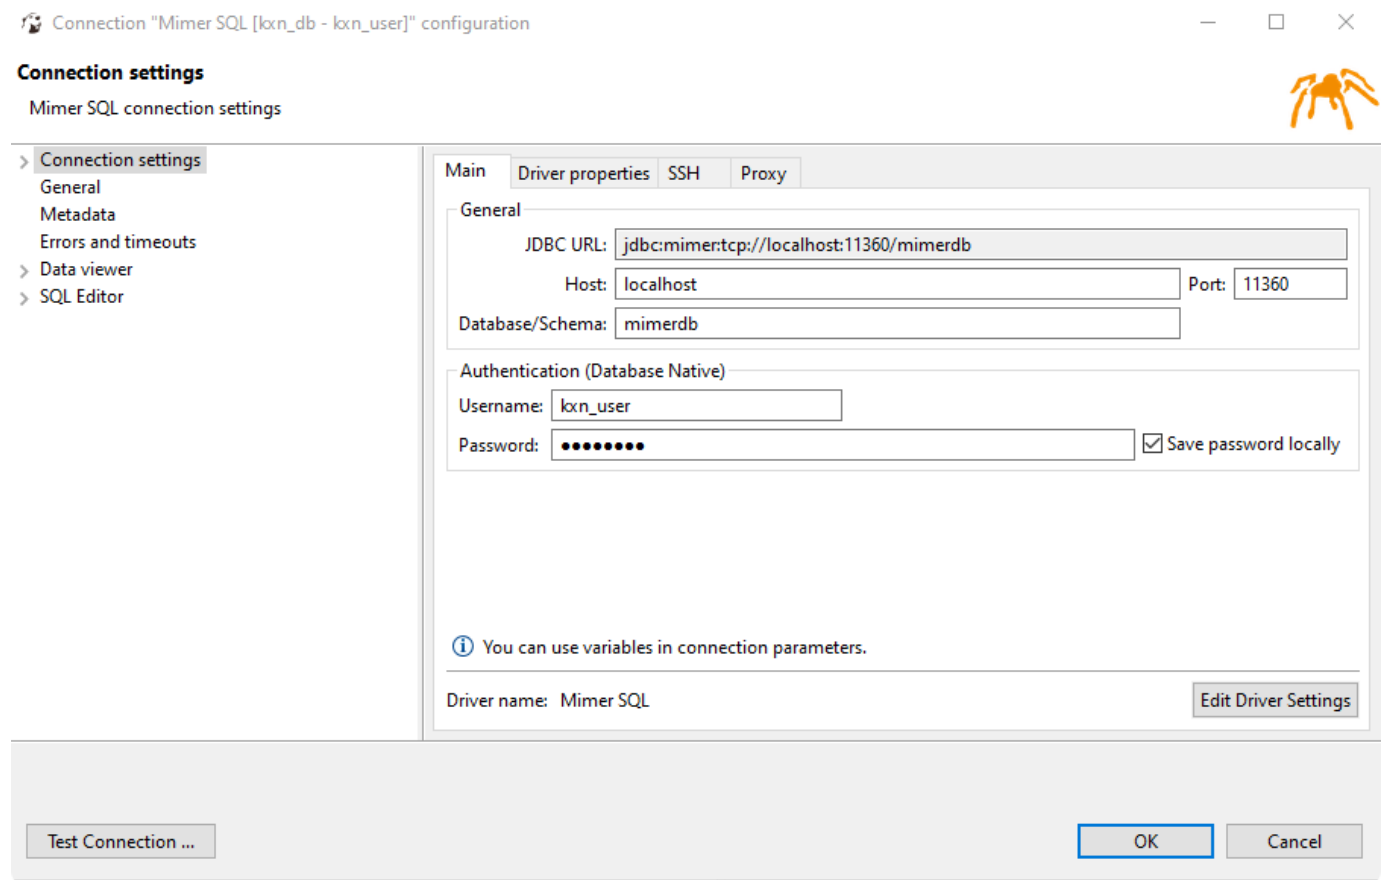 Connection "Mimer SQL [kxn_db - kxn_user]" configuration
Connection settings
Mimer SQL connection settings
Connection settings
General
Metadata
Errors and timeouts
Data viewer
SQL Editor
Main Driver properties SSH Proxy
General
JDBC URL: jdbc:mimer:tcp://localhost:11360/mimerdb
Host: localhost Port: 11360
Database/Schema: mimerdb
Authentication (Database Native)
Username: kxn_user
Password: ●●●●●●●● Save password locally
You can use variables in connection parameters.
Driver name: Mimer SQL Edit Driver Settings
Test Connection ... OK Cancel